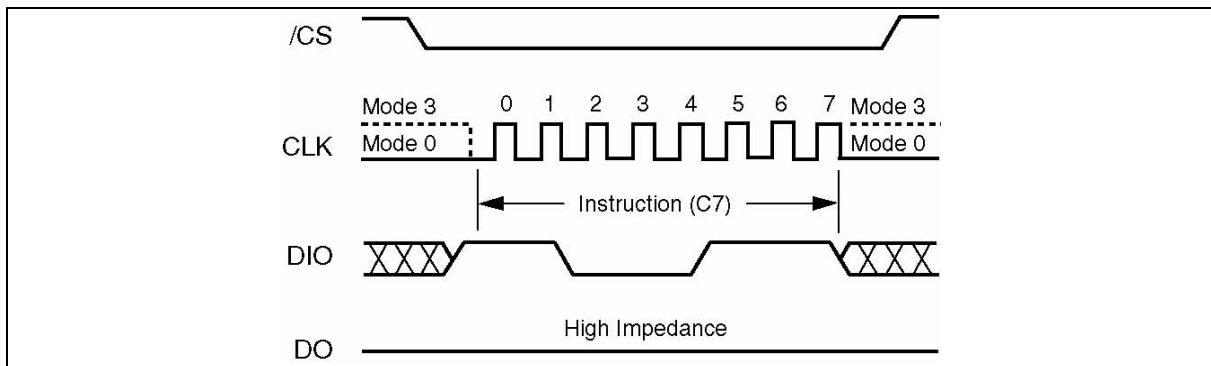 /CS
Mode 3 0 1 2 3 4 5 6 7 Mode 3
CLK Mode 0 Mode 0
Instruction (C7)
DIO
High Impedance
DO